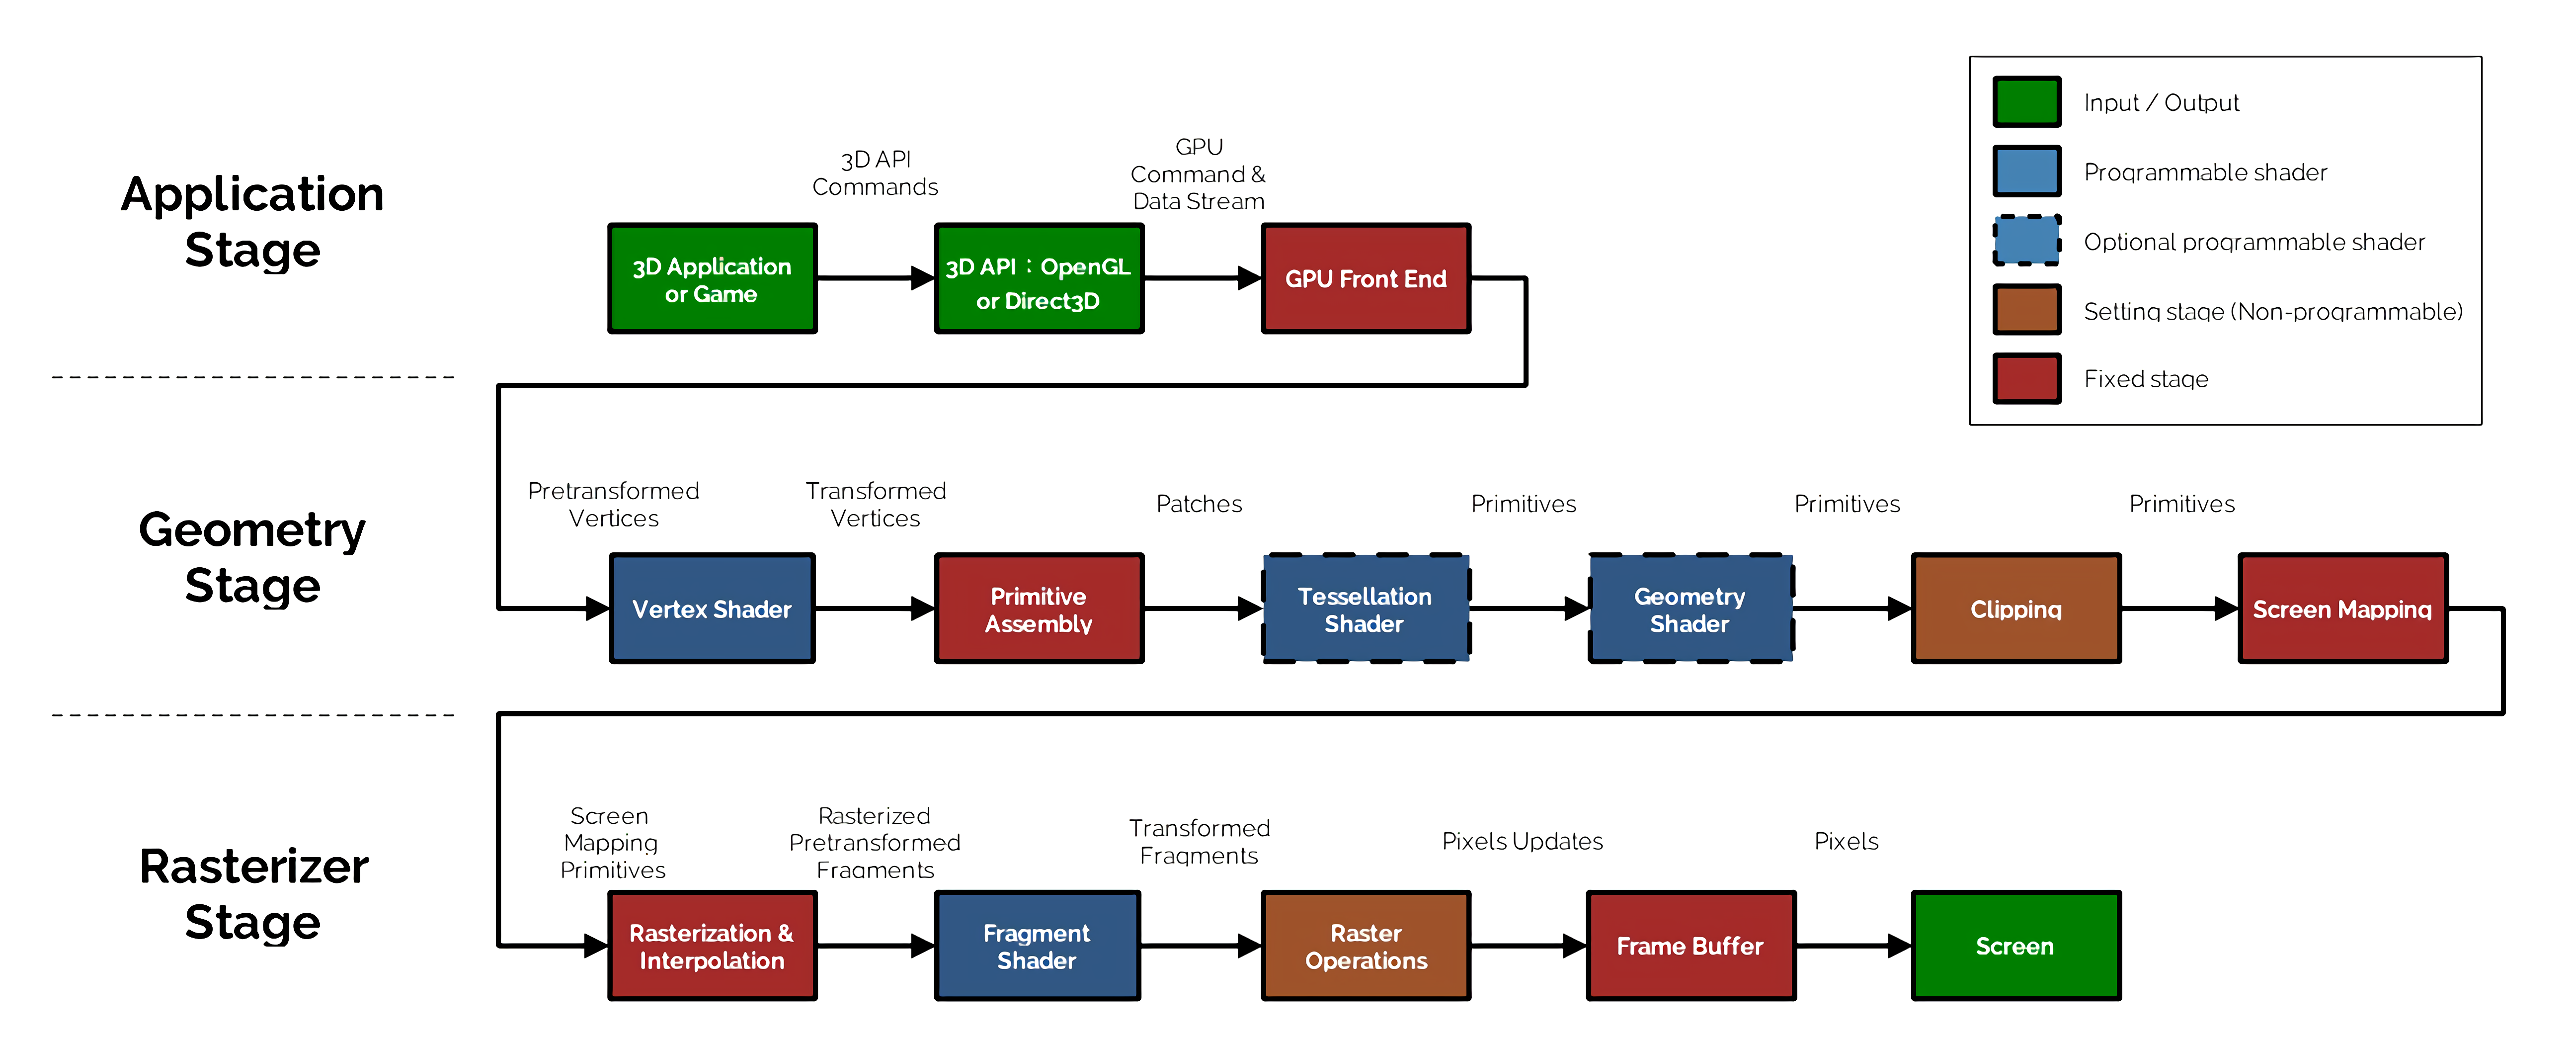 Application
Stage
3D API
Commands
GPU
Command &
Data Stream
3D Application
or Game
3D API：OpenGL
or Direct3D
GPU Front End
Input / Output
Programmable shader
Optional programmable shader
Setting stage (Non-programmable)
Fixed stage
Geometry
Stage
Pretransformed
Vertices
Transformed
Vertices
Patches
Primitives
Primitives
Primitives
Vertex Shader
Primitive
Assembly
Tessellation
Shader
Geometry
Shader
Clipping
Screen Mapping
Rasterizer
Stage
Screen
Mapping
Primitives
Rasterized
Pretransformed
Fragments
Transformed
Fragments
Pixels Updates
Pixels
Rasterization &
Interpolation
Fragment
Shader
Raster
Operations
Frame Buffer
Screen